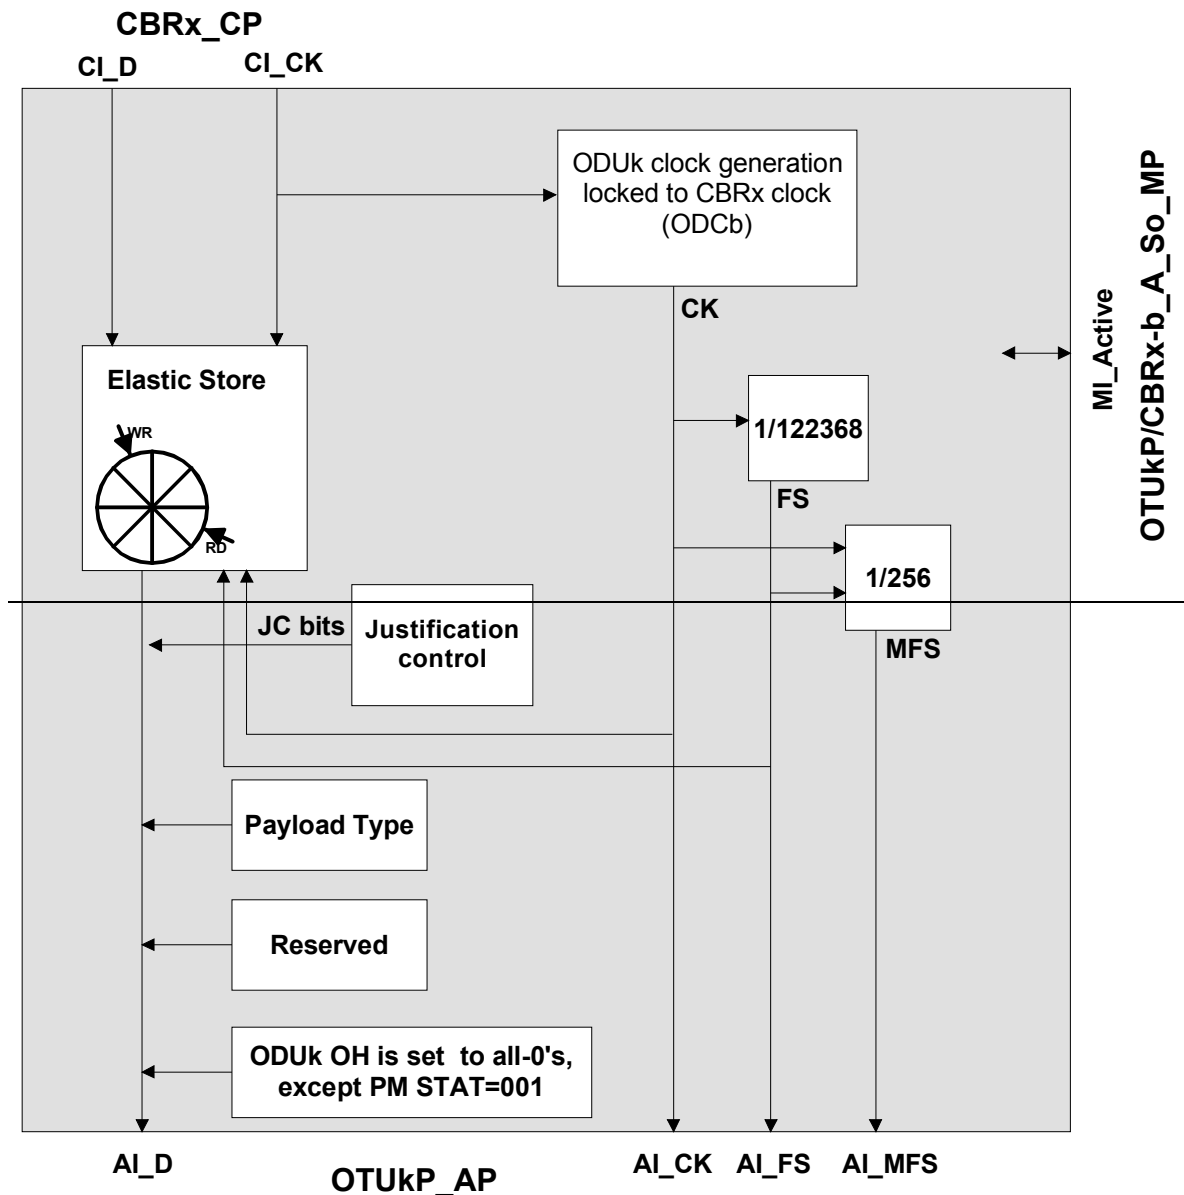 CBRx_CP
CI_D
CI_CK
ODUk clock generation
locked to CBRx clock
(ODCb)
CK
Elastic Store
WR
RD
1/122368
FS
1/256
MFS
MI_Active
OTUkP/CBRx-b_A_So_MP
JC bits
Justification
control
Payload Type
Reserved
ODUk OH is set to all-0's,
except PM STAT=001
AI_D
AI_CK
AI_FS
AI_MFS
OTUkP_AP